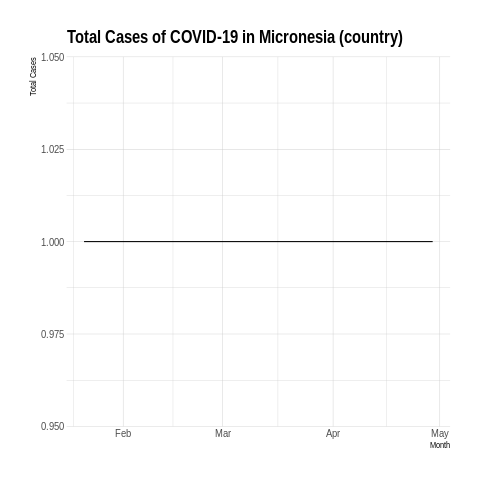 Total Cases of COVID-19 in Micronesia (country)
Total Cases
1.050
1.025
1.000
0.975
0.950
Feb Mar Apr May
Month